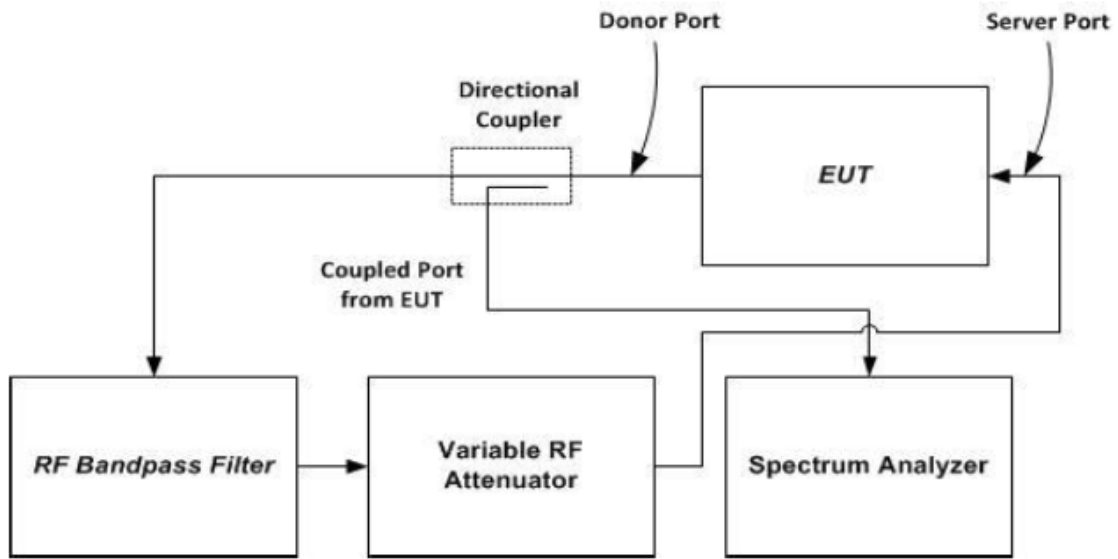 Donor Port
Server Port
Directional
Coupler
EUT
Coupled Port
from EUT
RF Bandpass Filter
Variable RF
Attenuator
Spectrum Analyzer